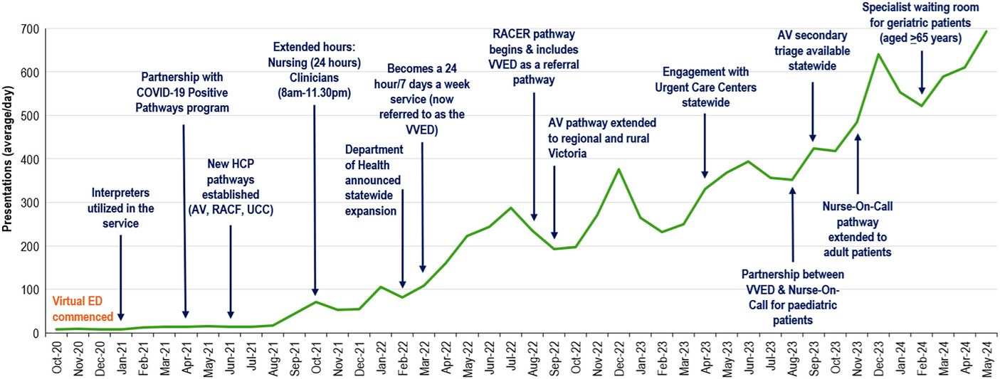 Specialist waiting room
for geriatric patients
(aged ≥65 years)
RACER pathway
begins & includes
VVED as a referral
pathway
AV secondary
triage available
statewide
Extended hours:
Nursing (24 hours)
Clinicians
(8am-11.30pm)
Becomes a 24
hour/7 days a week
service (now
referred to as the
VVED)
Engagement with
Urgent Care Centers
statewide
Partnership with
COVID-19 Positive
Pathways program
AV pathway extended
to regional and rural
Victoria
Department
of Health
announced
statewide
expansion
New HCP
pathways
established
(AV, RACF, UCC)
Interpreters
utilized in the
service
Nurse-On-Call
pathway
extended to
adult patients
Partnership between
VVED & Nurse-On-
Call for paediatric
patients
Virtual ED
commenced
Presentations (average/day)
700
600
500
400
300
200
100
0
Oct-20
Nov-20
Dec-20
Jan-21
Feb-21
Mar-21
Apr-21
May-21
Jun-21
Jul-21
Aug-21
Sep-21
Oct-21
Nov-21
Dec-21
Jan-22
Feb-22
Mar-22
Apr-22
May-22
Jun-22
Jul-22
Aug-22
Sep-22
Oct-22
Nov-22
Dec-22
Jan-23
Feb-23
Mar-23
Apr-23
May-23
Jun-23
Jul-23
Aug-23
Sep-23
Oct-23
Nov-23
Dec-23
Jan-24
Feb-24
Mar-24
Apr-24
May-24